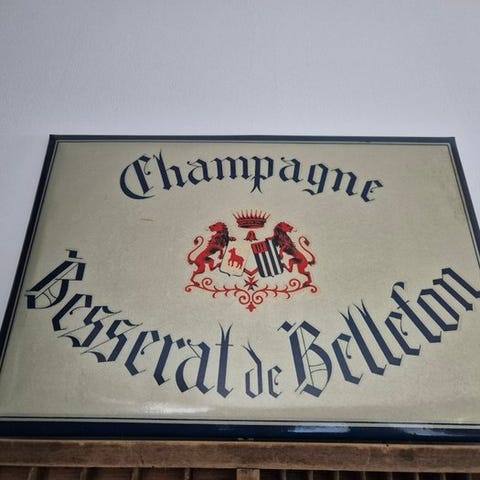 Champagne
Besserat de Bellefon